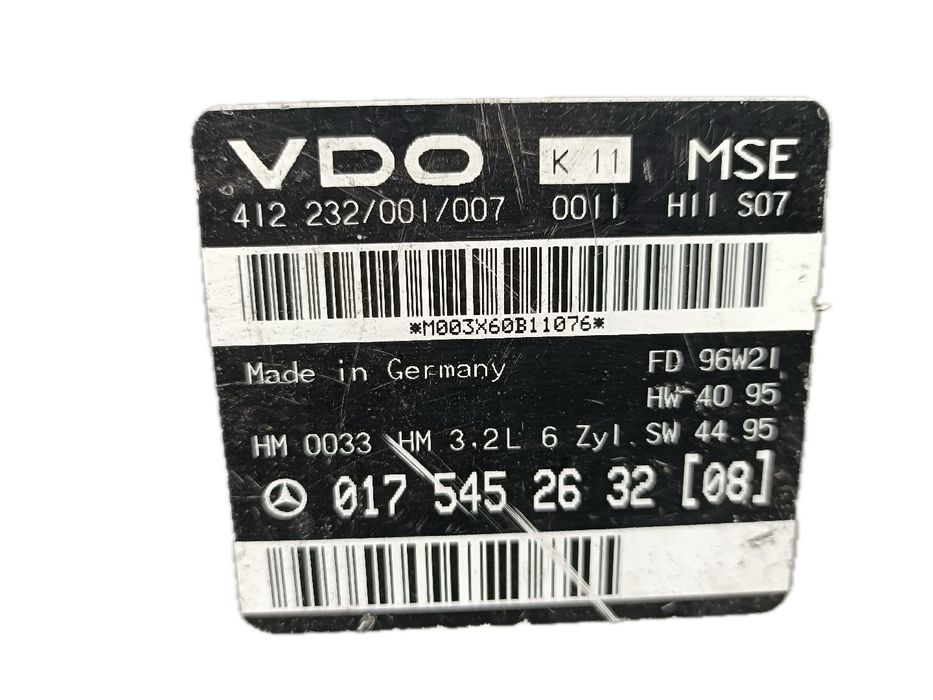 VDO K 11 MSE
412 232/001/007 0011 H11 S07
*M003X60B11076*
Made in Germany FD 96W21
HW 40 95
HM 0033 HM 3.2L 6 Zyl. SW 44.95
017 545 26 32 [08]